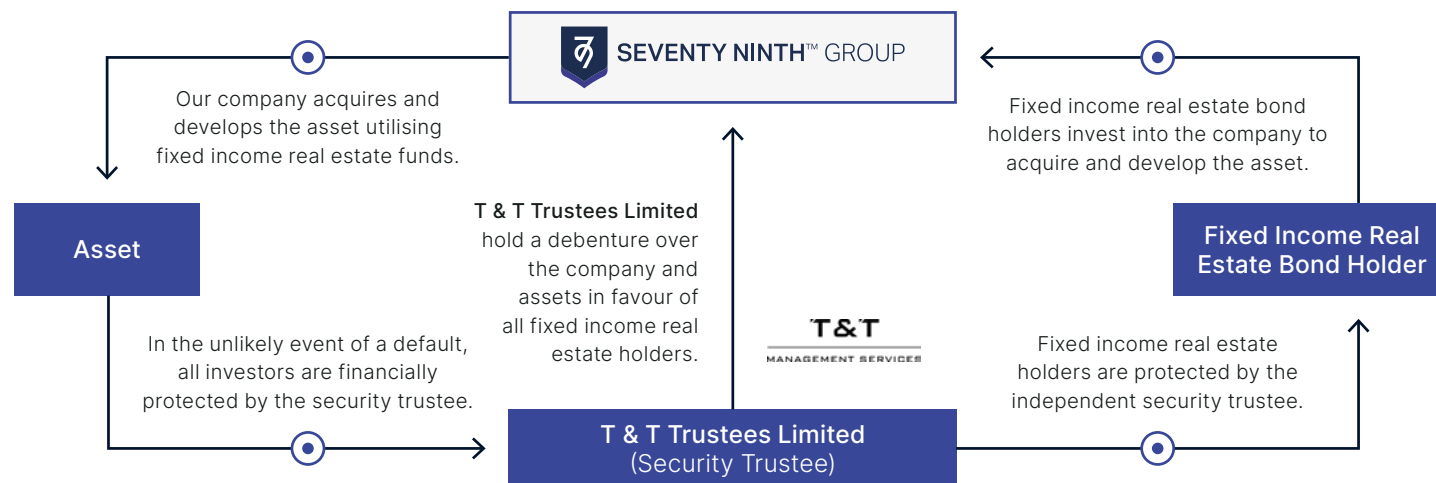 SEVENTY NINTH™ GROUP
Our company acquires and
develops the asset utilising
fixed income real estate funds.
Fixed income real estate bond
holders invest into the company to
acquire and develop the asset.
Asset
T & T Trustees Limited
hold a debenture over
the company and
assets in favour of
all fixed income real
estate holders.
Fixed Income Real
Estate Bond Holder
In the unlikely event of a default,
all investors are financially
protected by the security trustee.
T&T
MANAGEMENT SERVICES
Fixed income real estate
holders are protected by the
independent security trustee.
T & T Trustees Limited
(Security Trustee)